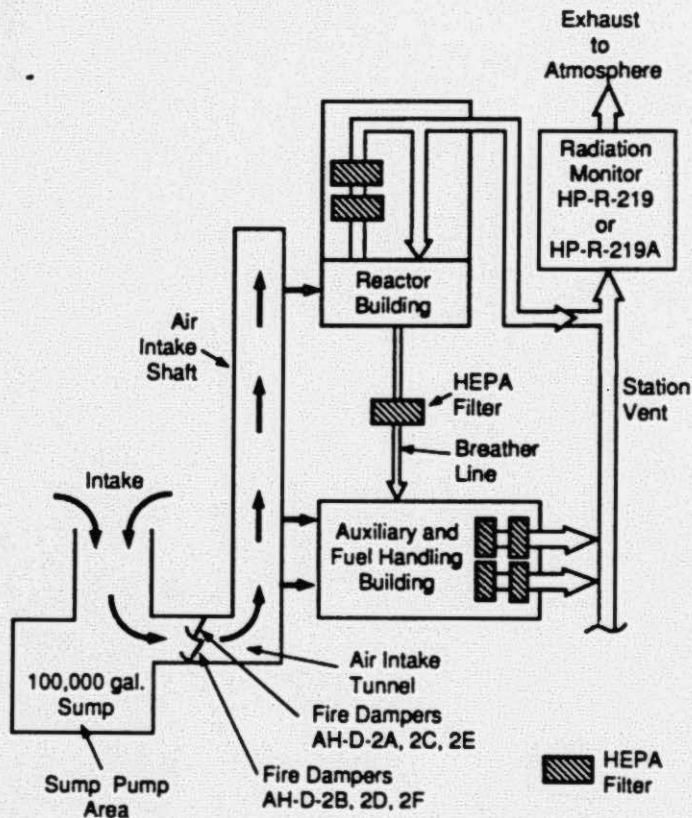 Exhaust
to
Atmosphere
Radiation
Monitor
HP-R-219
or
HP-R-219A
Reactor
Building
Air
Intake
Shaft
HEPA
Filter
Station
Vent
Breather
Line
Intake
Auxiliary and
Fuel Handling
Building
100,000 gal.
Sump
Air Intake
Tunnel
Fire Dampers
AH-D-2A, 2C, 2E
Sump Pump
Area
Fire Dampers
AH-D-2B, 2D, 2F
HEPA
Filter